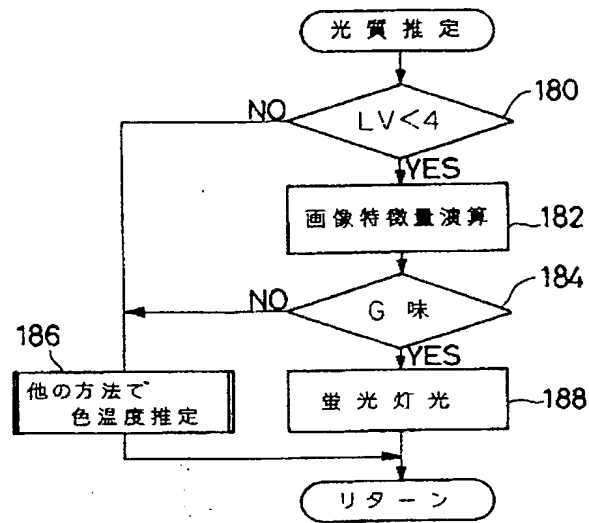 光質推定
180
NO
LV<4
YES
画像特徴量演算
182
184
NO
G味
186
YES
他の方法で
色温度推定
蛍光灯光
188
リターン